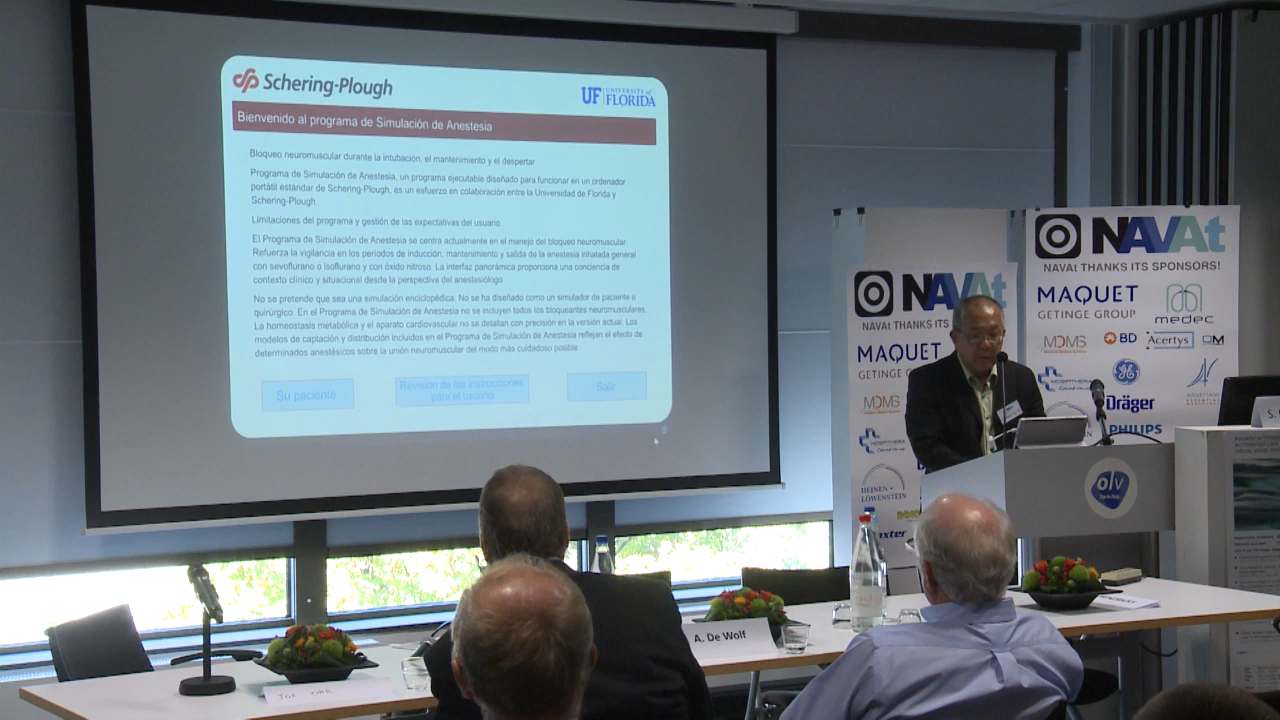 Schering-Plough
UF UNIVERSITY of
FLORIDA
Bienvenido al programa de Simulación de Anestesia
Bloqueo neuromuscular durante la intubación, el mantenimiento y el despertar
Programa de Simulación de Anestesia, un programa ejecutable diseñado para funcionar en un ordenador
portátil estándar de Schering-Plough, es un esfuerzo en colaboración entre la Universidad de Florida y
Schering-Plough.
Limitaciones del programa y gestión de las expectativas del usuario
El Programa de Simulación de Anestesia se centra actualmente en el manejo del bloqueo neuromuscular.
Refuerza la vigilancia en los periodos de inducción, mantenimiento y salida de la anestesia inhalada general
con sevoflurano o isoflurano y con óxido nitroso. La interfaz panorámica proporciona una conciencia de
contexto clínico y situacional desde la perspectiva del anestesiólogo
No se pretende que sea una simulación enciclopédica. No se ha diseñado como un simulador de paciente o
quirúrgico. En el Programa de Simulación de Anestesia no se incluyen todos los bloqueantes neuromusculares.
La homeostasis metabólica y el aparato cardiovascular no se detallan con precisión en la versión actual. Los
modelos de captación y distribución incluidos en el Programa de Simulación de Anestesia reflejan el efecto de
determinados anestésicos sobre la unión neuromuscular del modo más cuidadoso posible.
Su paciente
Revisión de las instrucciones
para el usuario
Salir
NAVAt
NAVAt THANKS ITS
MAQUET
GETINGE
MDMS
HOSPITHERA
HEINEN +
LÖWENSTEIN
NAVAt
NAVAt THANKS ITS SPONSORS!
MAQUET
GETINGE GROUP
medec
MDMS
BD
Acertys
Dräger
PHILIPS
olv
A. De Wolf